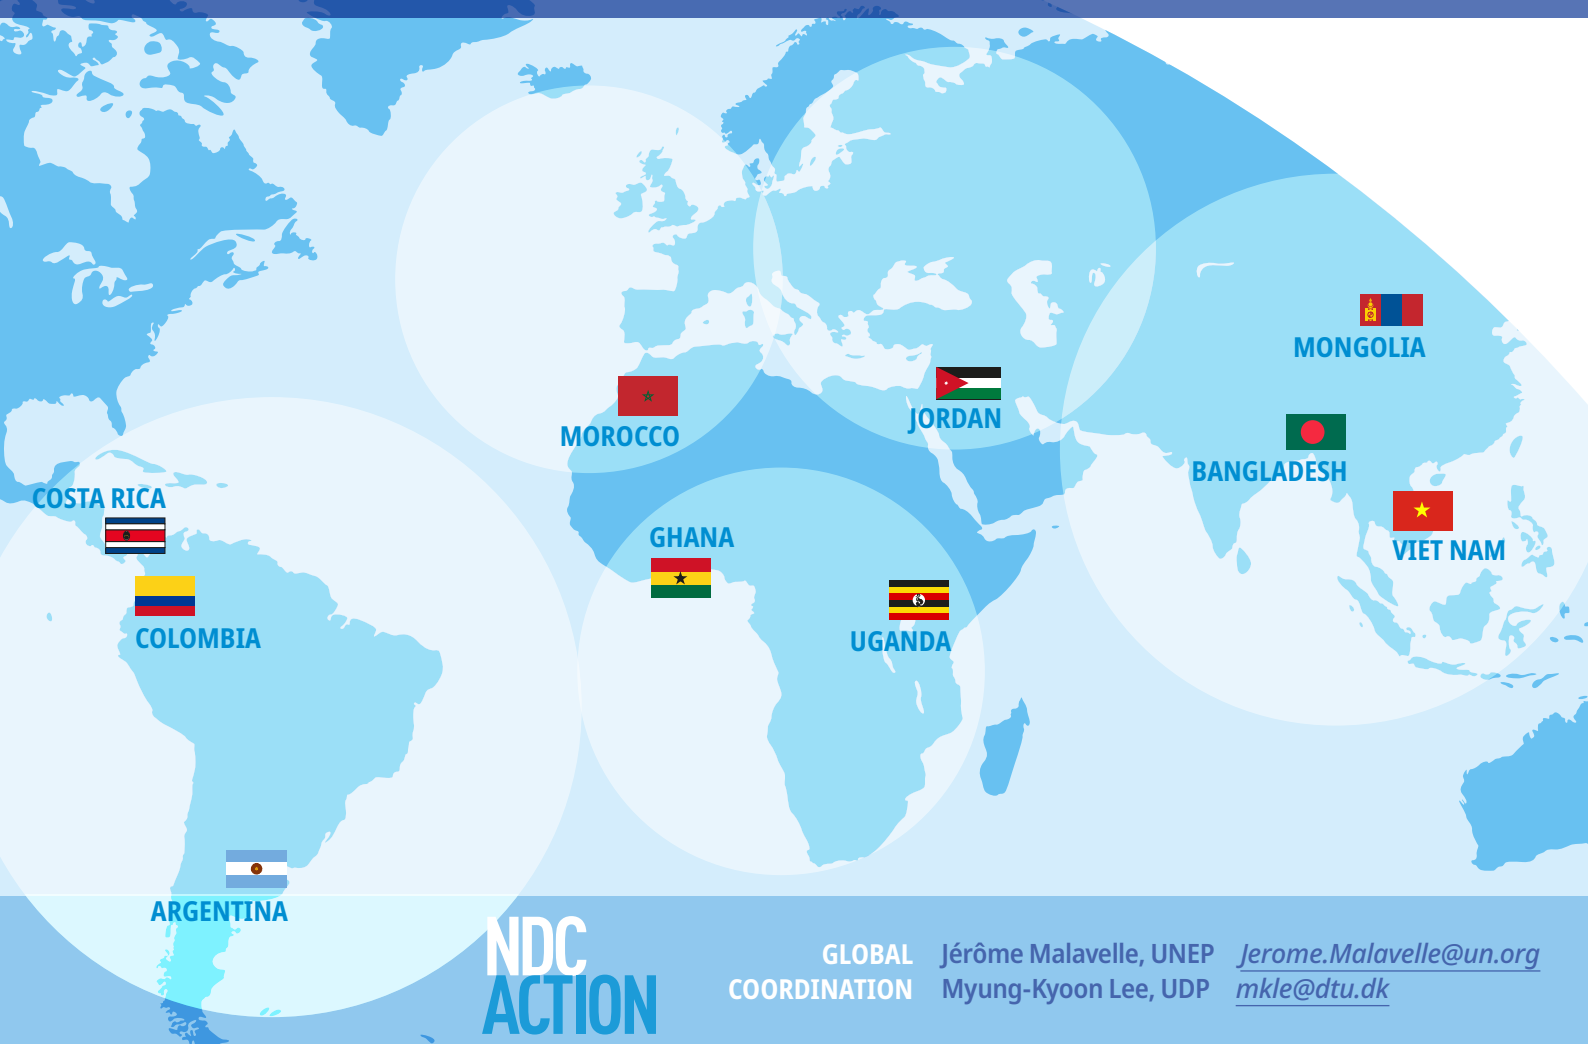 MONGOLIA
JORDAN
MOROCCO
BANGLADESH
COSTA RICA
GHANA
VIET NAM
COLOMBIA
UGANDA
ARGENTINA
NDC
ACTION
GLOBAL Jérôme Malavelle, UNEP Jerome.Malavelle@un.org
COORDINATION Myung-Kyoon Lee, UDP mkle@dtu.dk